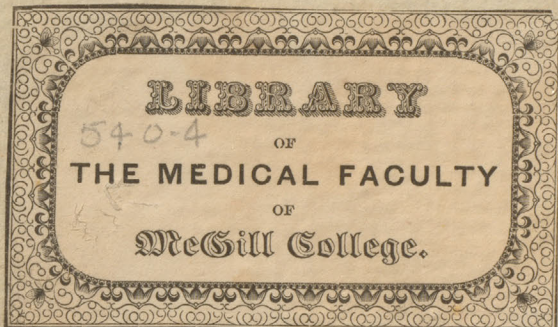 LIBRARY
540-4
OF
THE MEDICAL FACULTY
OF
McGill College.